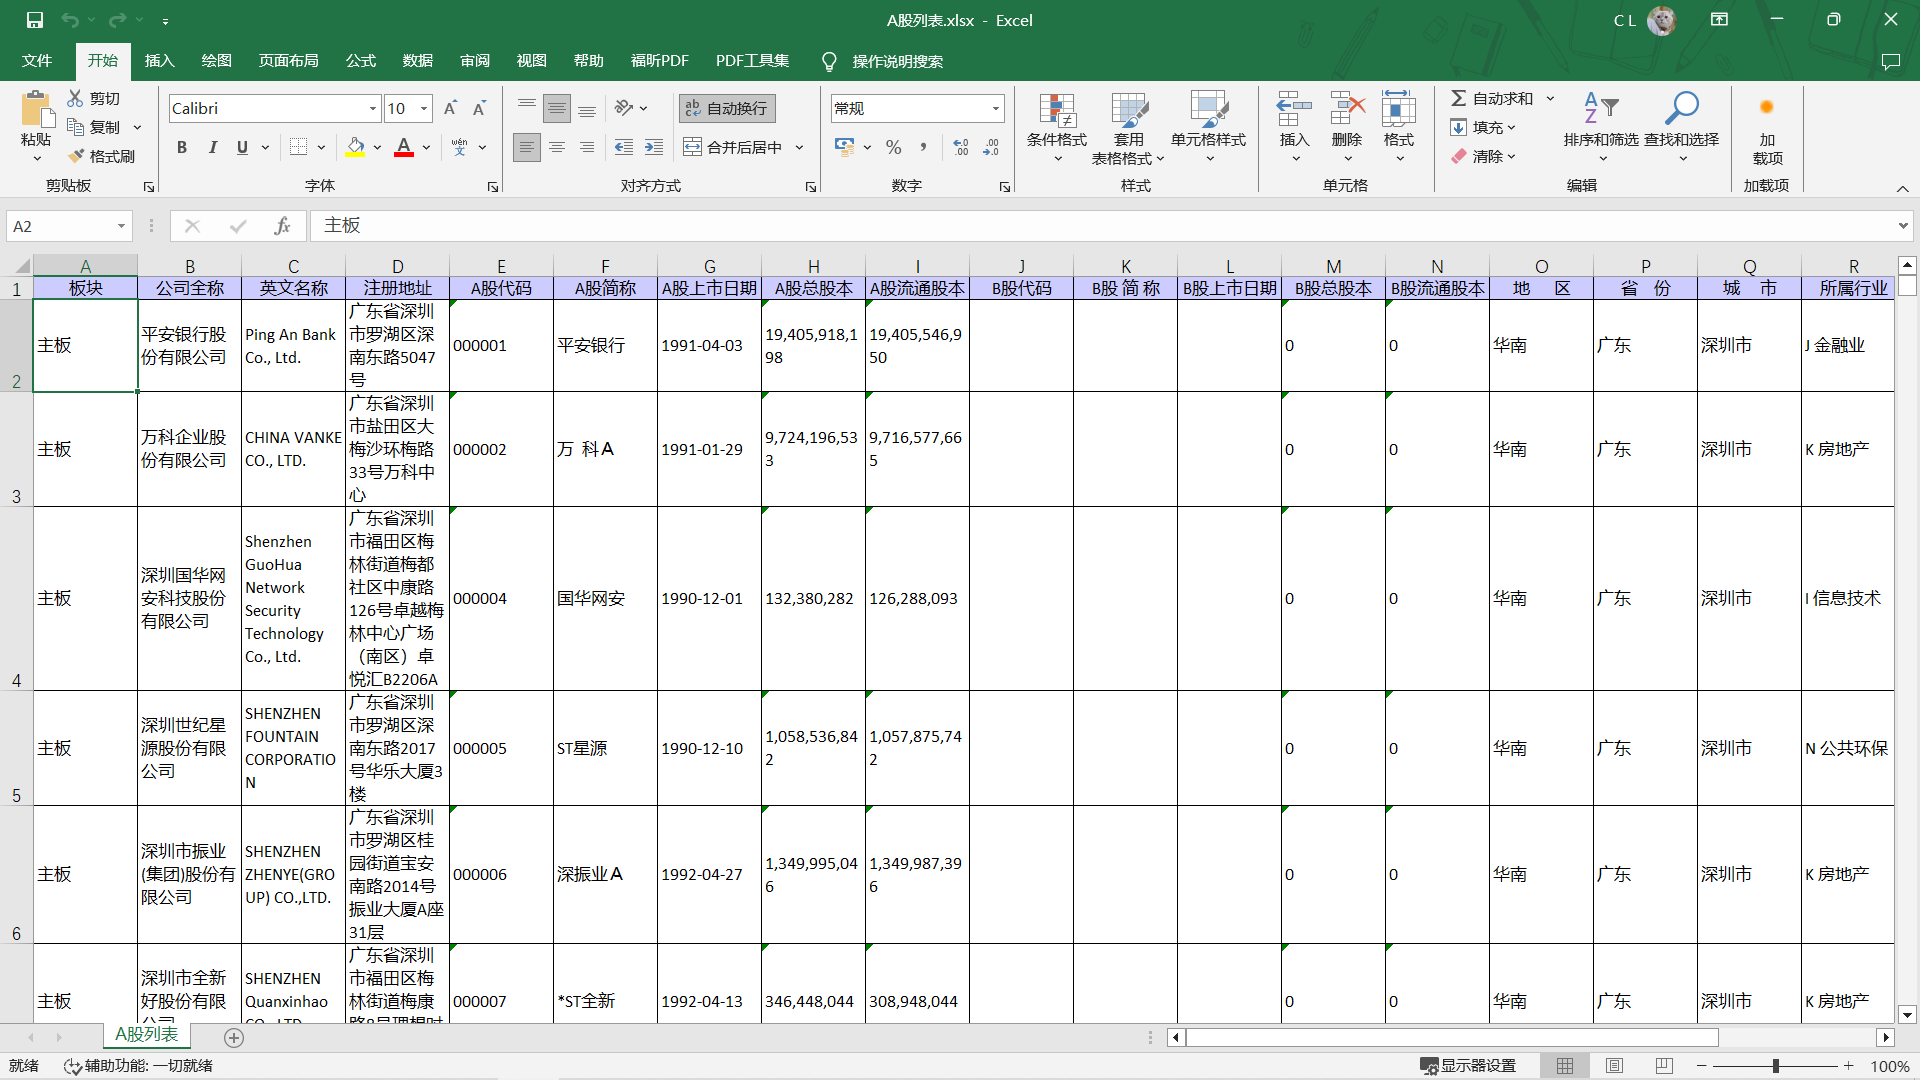 A股列表.xlsx - Excel
C L
文件 开始 插入 绘图 页面布局 公式 数据 审阅 视图 帮助 福昕PDF PDF工具集 操作说明搜索
粘贴 剪切 复制 格式刷 剪贴板
Calibri 10 B I U A wén 文 字体
ab 自动换行 合并后居中 对齐方式
常规 % 数字
条件格式 套用 表格格式 单元格样式 样式
插入 删除 格式 单元格
自动求和 填充 清除 排序和筛选 查找和选择 编辑
加 载项 加载项
A2 fx 主板
A B C D E F G H I J K L M N O P Q R
1 板块 公司全称 英文名称 注册地址 A股代码 A股简称 A股上市日期 A股总股本 A股流通股本 B股代码 B股 简 称 B股上市日期 B股总股本 B股流通股本 地 区 省 份 城 市 所属行业
2 主板 平安银行股份有限公司 Ping An Bank Co., Ltd. 广东省深圳市罗湖区深南东路5047号 000001 平安银行 1991-04-03 19,405,918,198 19,405,546,950 0 0 华南 广东 深圳市 J 金融业
3 主板 万科企业股份有限公司 CHINA VANKE CO., LTD. 广东省深圳市盐田区大梅沙环梅路33号万科中心 000002 万 科Ａ 1991-01-29 9,724,196,533 9,716,577,665 0 0 华南 广东 深圳市 K 房地产
4 主板 深圳国华网安科技股份有限公司 Shenzhen GuoHua Network Security Technology Co., Ltd. 广东省深圳市福田区梅林街道梅都社区中康路126号卓越梅林中心广场（南区）卓悦汇B2206A 000004 国华网安 1990-12-01 132,380,282 126,288,093 0 0 华南 广东 深圳市 I 信息技术
5 主板 深圳世纪星源股份有限公司 SHENZHEN FOUNTAIN CORPORATION 广东省深圳市罗湖区深南东路2017号华乐大厦3楼 000005 ST星源 1990-12-10 1,058,536,842 1,057,875,742 0 0 华南 广东 深圳市 N 公共环保
6 主板 深圳市振业(集团)股份有限公司 SHENZHEN ZHENYE(GROUP) CO.,LTD. 广东省深圳市罗湖区桂园街道宝安南路2014号振业大厦A座31层 000006 深振业Ａ 1992-04-27 1,349,995,046 1,349,987,396 0 0 华南 广东 深圳市 K 房地产
主板 深圳市全新好股份有限公司 SHENZHEN Quanxinhao 广东省深圳市福田区梅林街道梅康 000007 *ST全新 1992-04-13 346,448,044 308,948,044 0 0 华南 广东 深圳市 K 房地产
A股列表
就绪 辅助功能: 一切就绪 显示器设置 100%